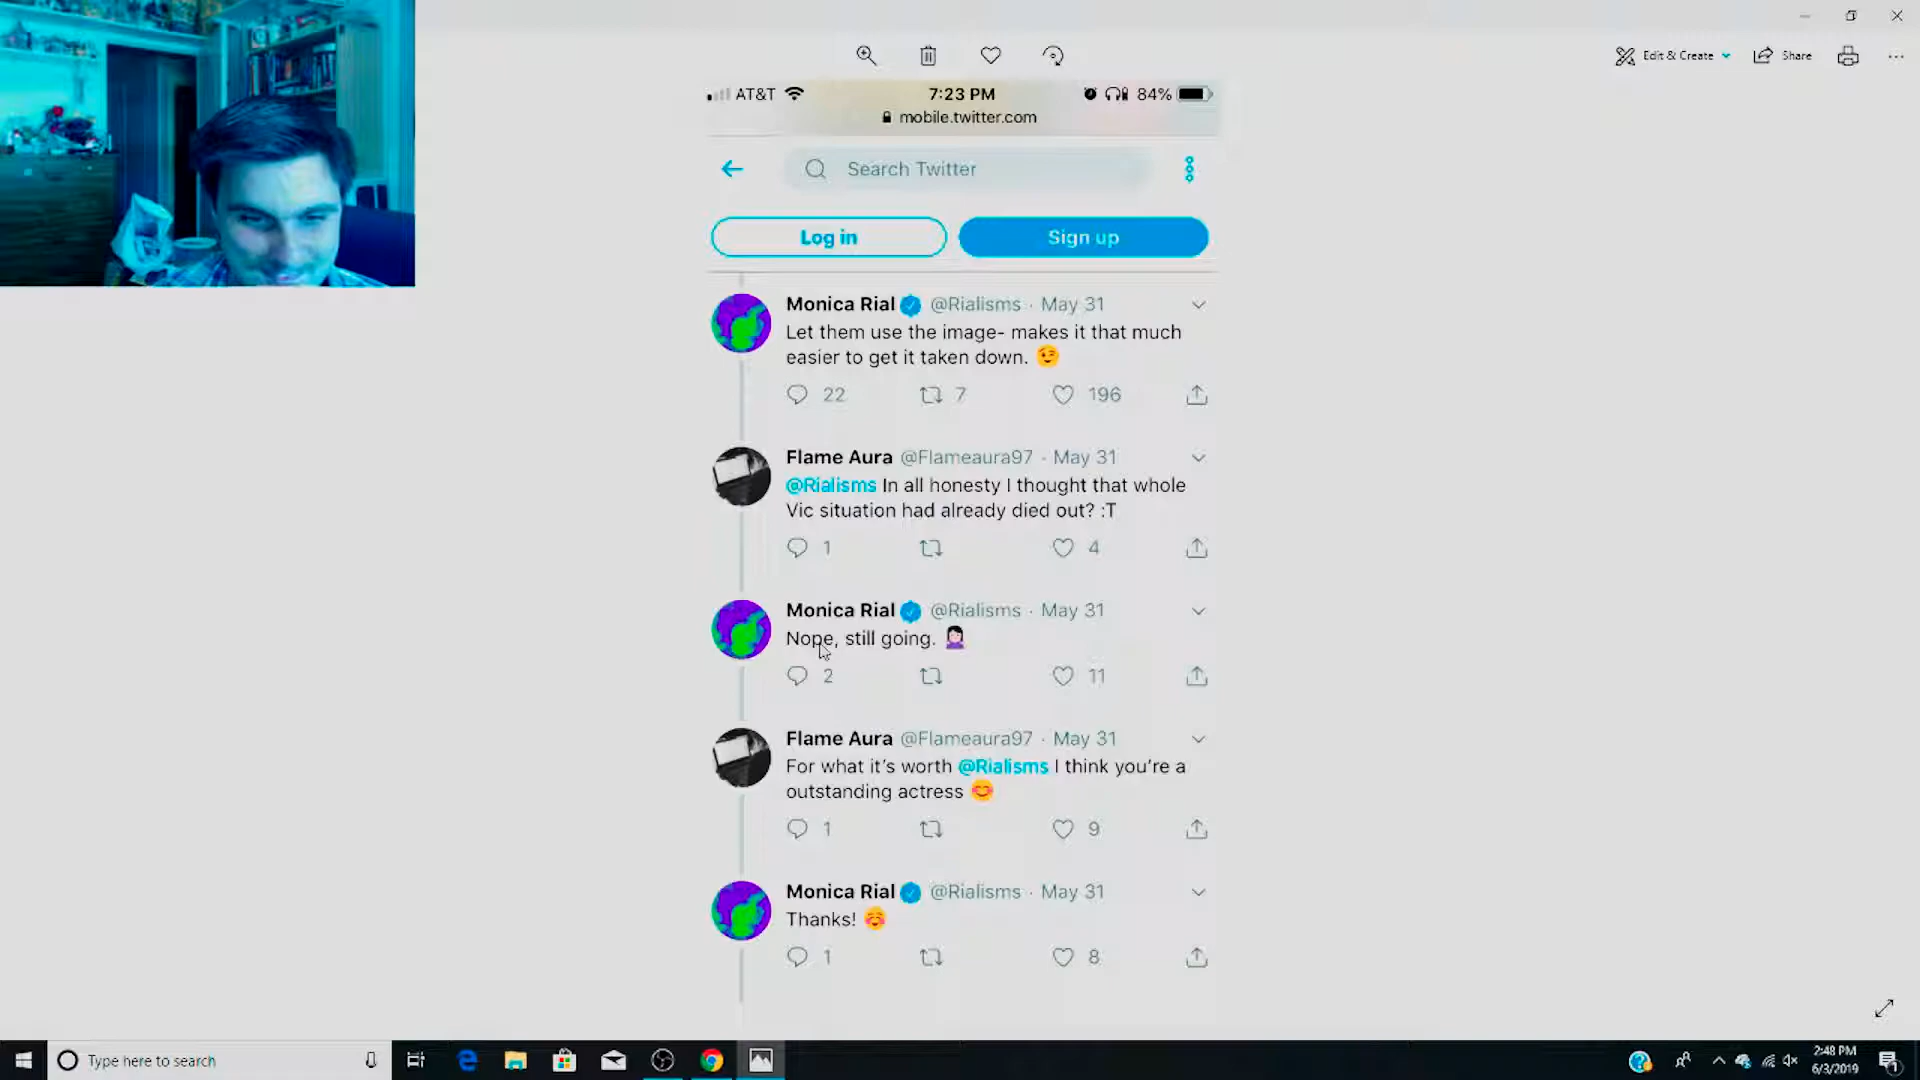 Edit & Create
Share
AT&T
7:23 PM
84%
mobile.twitter.com
Search Twitter
Log in
Sign up
Monica Rial @Rialisms · May 31
Let them use the image- makes it that much
easier to get it taken down. 😉
22
7
196
Flame Aura @Flameaura97 · May 31
@Rialisms In all honesty I thought that whole
Vic situation had already died out? :T
1
4
Monica Rial @Rialisms · May 31
Nope, still going. 🤦🏻‍♀️
2
11
Flame Aura @Flameaura97 · May 31
For what it's worth @Rialisms I think you're a
outstanding actress ☺️
1
9
Monica Rial @Rialisms · May 31
Thanks! ☺️
1
8
Type here to search
2:48 PM
6/3/2019